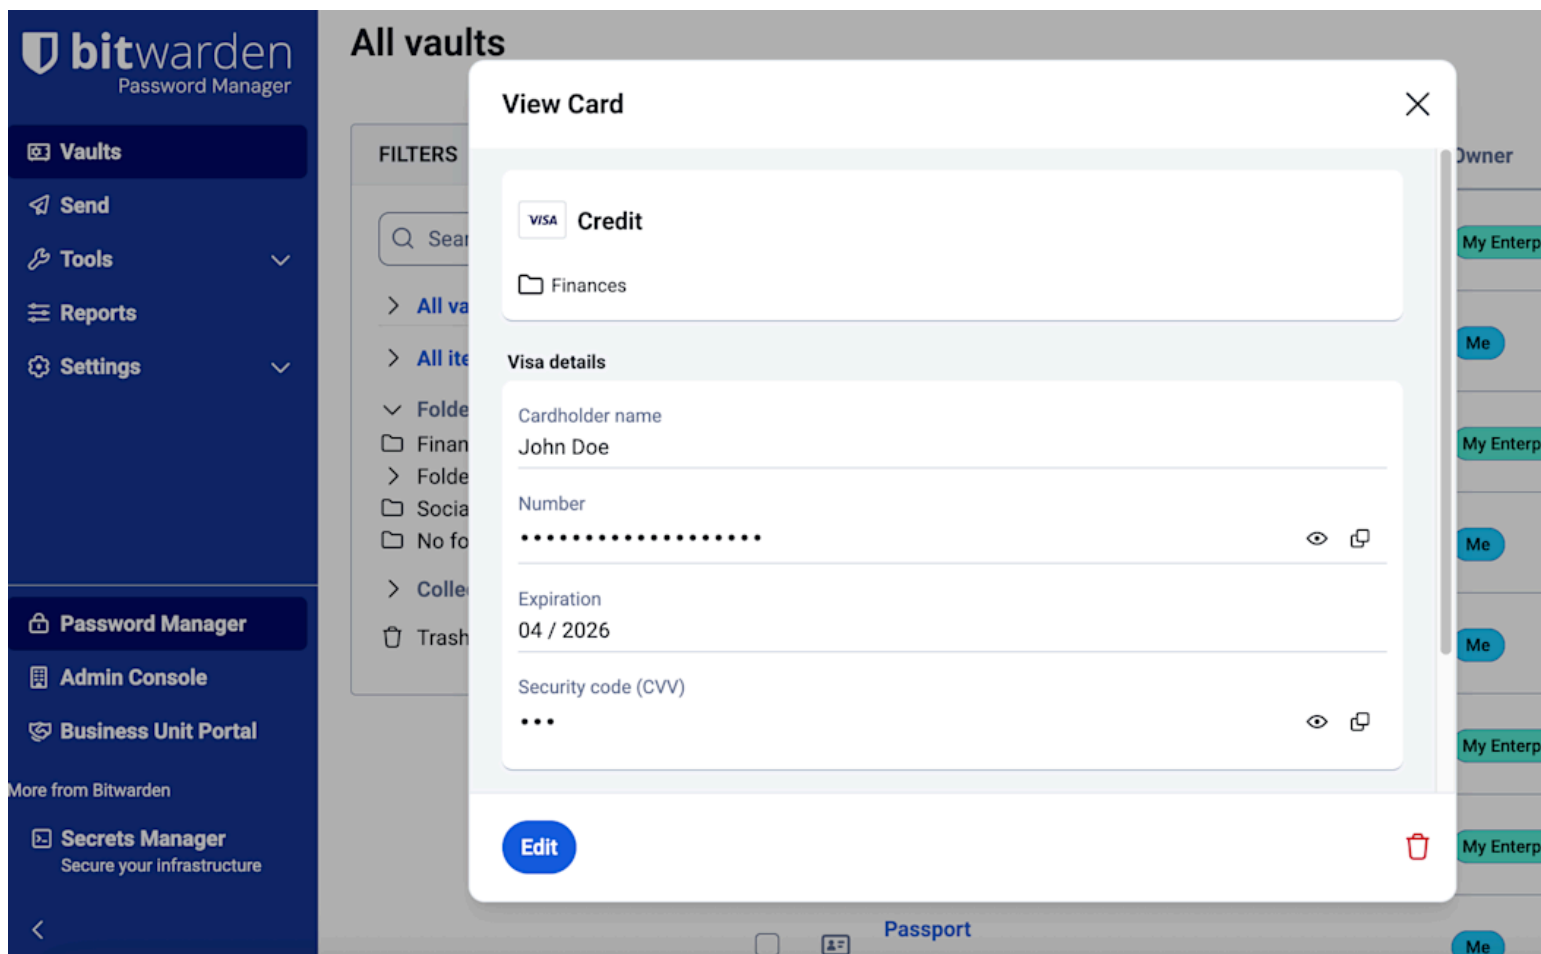 bitwarden
Password Manager
Vaults
Send
Tools
Reports
Settings
Password Manager
Admin Console
Business Unit Portal
More from Bitwarden
Secrets Manager
Secure your infrastructure
All vaults
FILTERS
Sear
All va
All ite
Folde
Finan
Folde
Socia
No fo
Colle
Trash
View Card
VISA Credit
Finances
Visa details
Cardholder name
John Doe
Number
•••••••••••••••••••
Expiration
04 / 2026
Security code (CVV)
•••
Edit
Passport
Owner
My Enterp
Me
My Enterp
Me
Me
My Enterp
My Enterp
Me